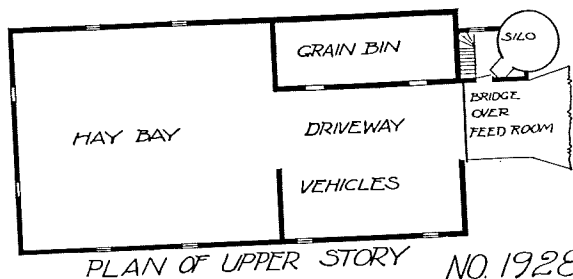 GRAIN BIN
SILO
HAY BAY
DRIVEWAY
BRIDGE
OVER
FEED ROOM
VEHICLES
PLAN OF UPPER STORY
NO. 1928